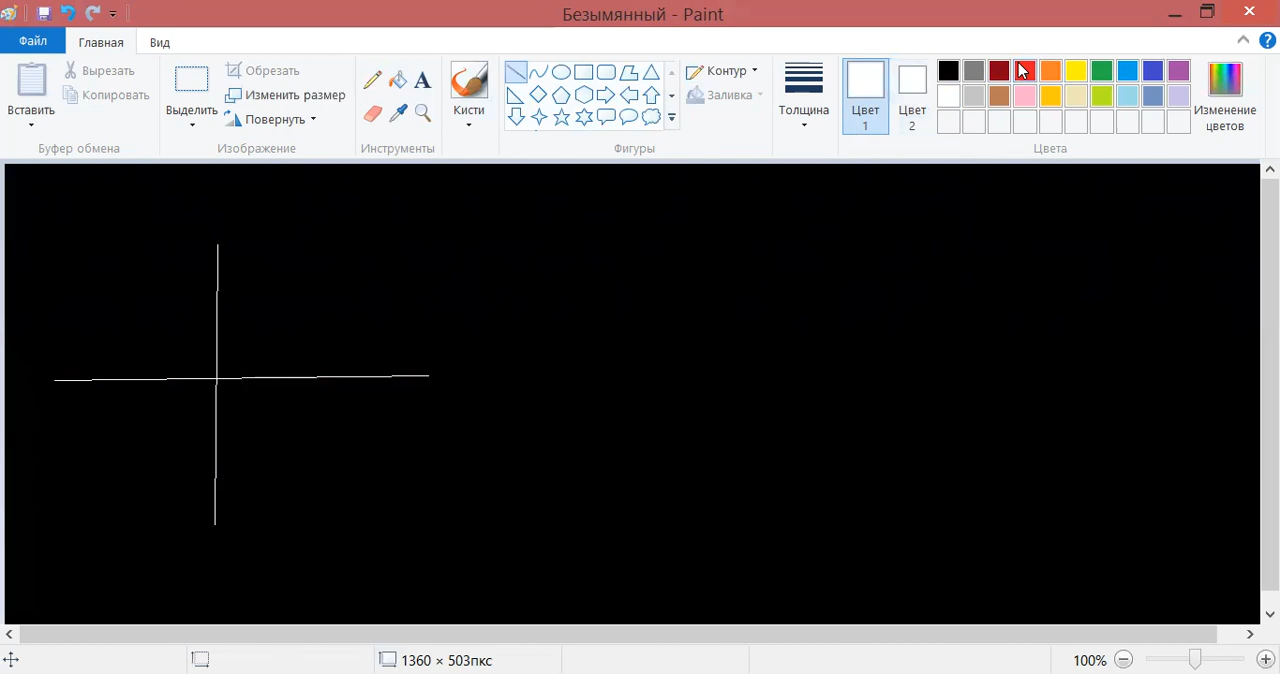 Безымянный - Paint
Файл
Главная
Вид
Вставить
Вырезать
Копировать
Буфер обмена
Выделить
Обрезать
Изменить размер
Повернуть
Изображение
A
Инструменты
Кисти
Фигуры
Контур
Заливка
Толщина
Цвет
1
Цвет
2
Изменение
цветов
Цвета
?
1360 × 503пкс
100%